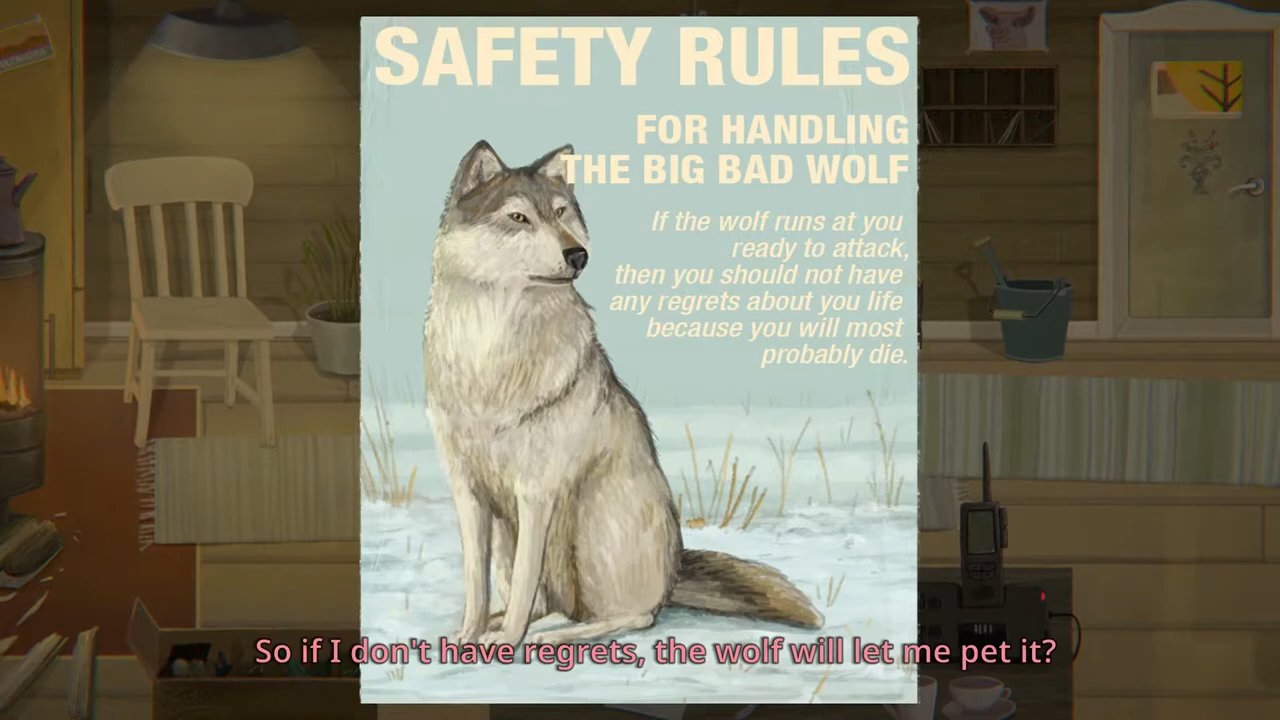 SAFETY RULES
FOR HANDLING
THE BIG BAD WOLF
If the wolf runs at you
ready to attack,
then you should not have
any regrets about you life
because you will most
probably die.
So if I don't have regrets, the wolf will let me pet it?